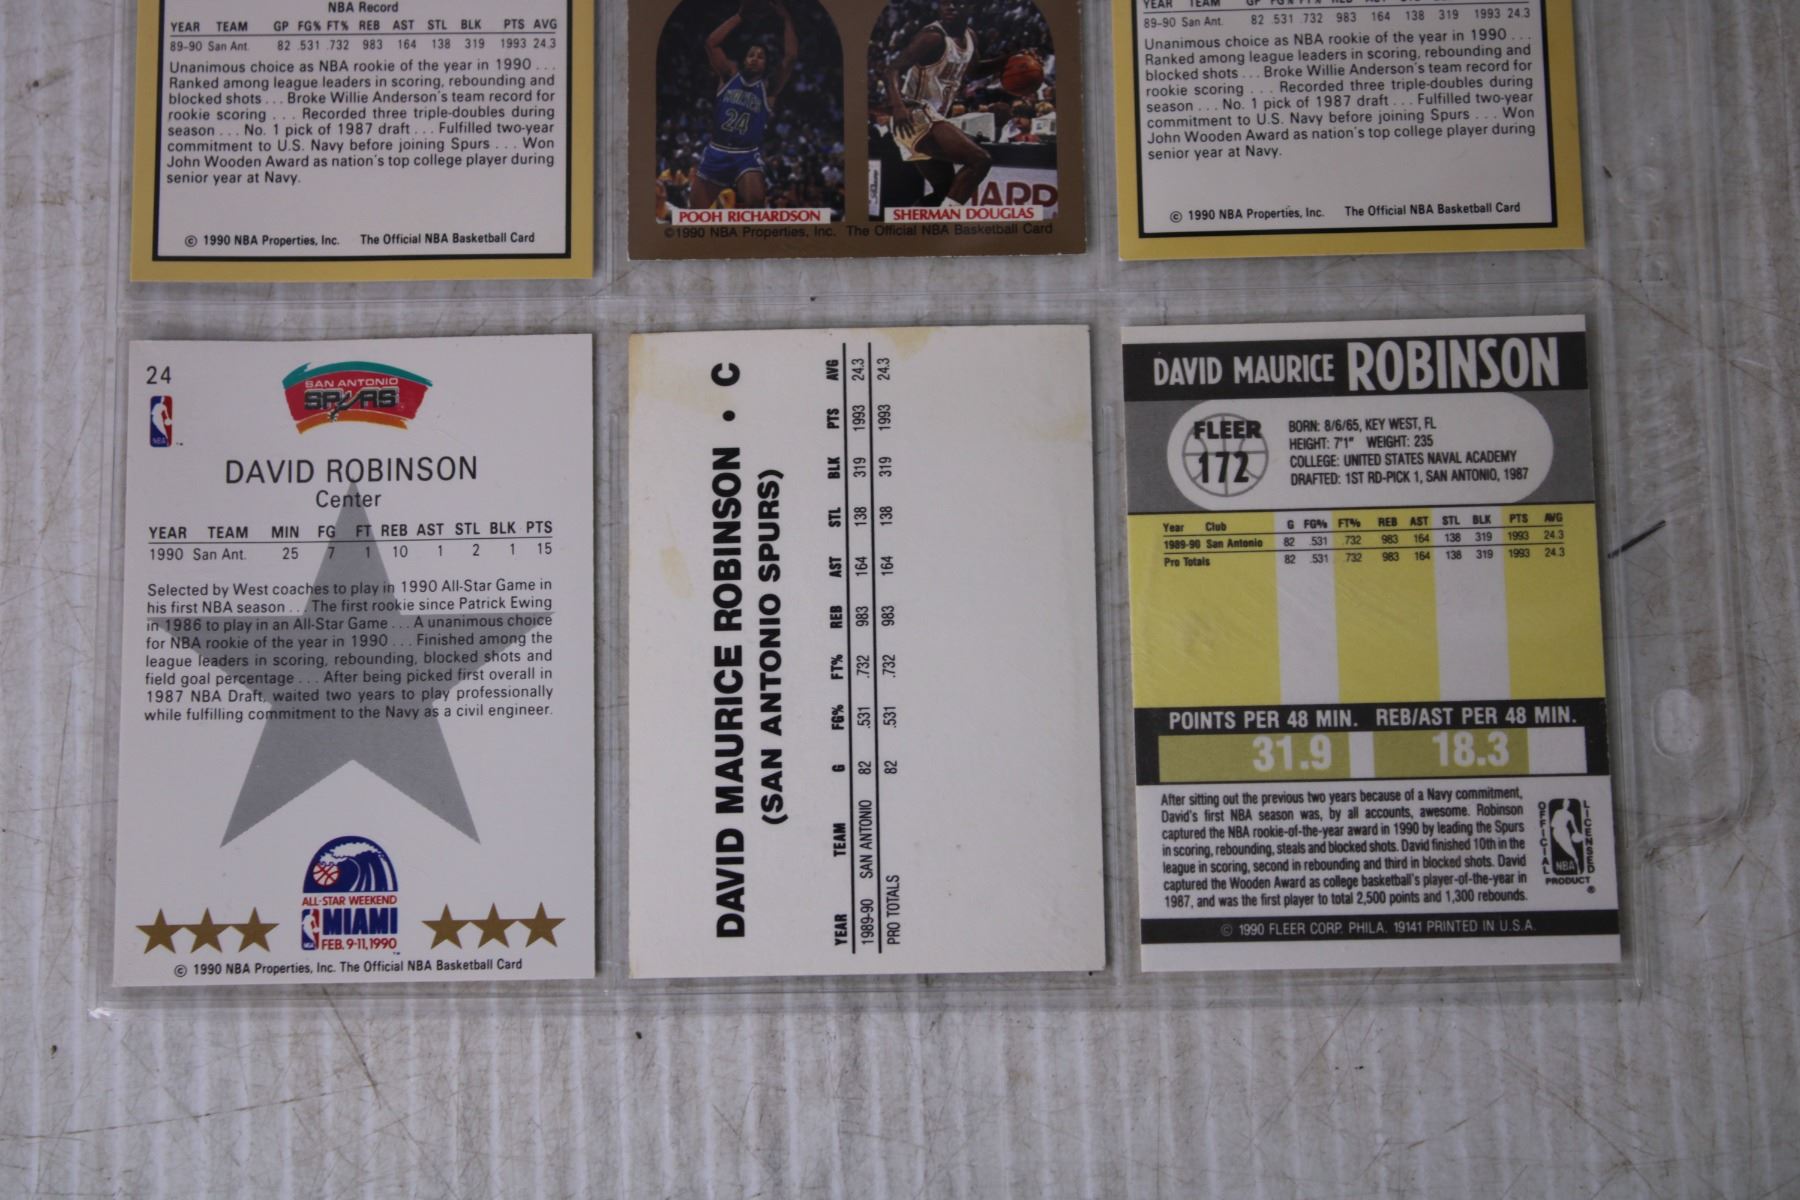 NBA Record
YEAR TEAM GP FG% FT% REB AST STL BLK PTS AVG
89-90 San Ant. 82 .531 .732 983 164 138 319 1993 24.3
Unanimous choice as NBA rookie of the year in 1990 . . .
Ranked among league leaders in scoring, rebounding and
blocked shots . . . Broke Willie Anderson's team record for
rookie scoring . . . Recorded three triple-doubles during
season . . . No. 1 pick of 1987 draft . . . Fulfilled two-year
commitment to U.S. Navy before joining Spurs . . . Won
John Wooden Award as nation's top college player during
senior year at Navy.
© 1990 NBA Properties, Inc. The Official NBA Basketball Card
24
POOH RICHARDSON
SHERMAN DOUGLAS
©1990 NBA Properties, Inc. The Official NBA Basketball Card
YEAR TEAM GP FG% FT% REB AST STL BLK PTS AVG
89-90 San Ant. 82 .531 .732 983 164 138 319 1993 24.3
Unanimous choice as NBA rookie of the year in 1990 . . .
Ranked among league leaders in scoring, rebounding and
blocked shots . . . Broke Willie Anderson's team record for
rookie scoring . . . Recorded three triple-doubles during
season . . . No. 1 pick of 1987 draft . . . Fulfilled two-year
commitment to U.S. Navy before joining Spurs . . . Won
John Wooden Award as nation's top college player during
senior year at Navy.
© 1990 NBA Properties, Inc. The Official NBA Basketball Card
24
NBA
SAN ANTONIO
SPURS
DAVID ROBINSON
Center
YEAR TEAM MIN FG FT REB AST STL BLK PTS
1990 San Ant. 25 7 1 10 1 2 1 15
Selected by West coaches to play in 1990 All-Star Game in
his first NBA season . . . The first rookie since Patrick Ewing
in 1986 to play in an All-Star Game . . . A unanimous choice
for NBA rookie of the year in 1990 . . . Finished among the
league leaders in scoring, rebounding, blocked shots and
field goal percentage . . . After being picked first overall in
1987 NBA Draft, waited two years to play professionally
while fulfilling commitment to the Navy as a civil engineer.
ALL-STAR WEEKEND
MIAMI
FEB. 9-11, 1990
© 1990 NBA Properties, Inc. The Official NBA Basketball Card
DAVID MAURICE ROBINSON • C
(SAN ANTONIO SPURS)
YEAR TEAM G FG% FT% REB AST STL BLK PTS AVG
1989-90 SAN ANTONIO 82 .531 .732 983 164 138 319 1993 24.3
PRO TOTALS 82 .531 .732 983 164 138 319 1993 24.3
DAVID MAURICE ROBINSON
FLEER
172
BORN: 8/6/65, KEY WEST, FL
HEIGHT: 7'1" WEIGHT: 235
COLLEGE: UNITED STATES NAVAL ACADEMY
DRAFTED: 1ST RD-PICK 1, SAN ANTONIO, 1987
Year Club G FG% FT% REB AST STL BLK PTS AVG
1989-90 San Antonio 82 .531 .732 983 164 138 319 1993 24.3
Pro Totals 82 .531 .732 983 164 138 319 1993 24.3
POINTS PER 48 MIN. REB/AST PER 48 MIN.
31.9 18.3
After sitting out the previous two years because of a Navy commitment,
David's first NBA season was, by all accounts, awesome. Robinson
captured the NBA rookie-of-the-year award in 1990 by leading the Spurs
in scoring, rebounding, steals and blocked shots. David finished 10th in the
league in scoring, second in rebounding and third in blocked shots. David
captured the Wooden Award as college basketball's player-of-the-year in
1987, and was the first player to total 2,500 points and 1,300 rebounds.
OFFICIAL
LICENSED
NBA
PRODUCT
®
© 1990 FLEER CORP. PHILA. 19141 PRINTED IN U.S.A.